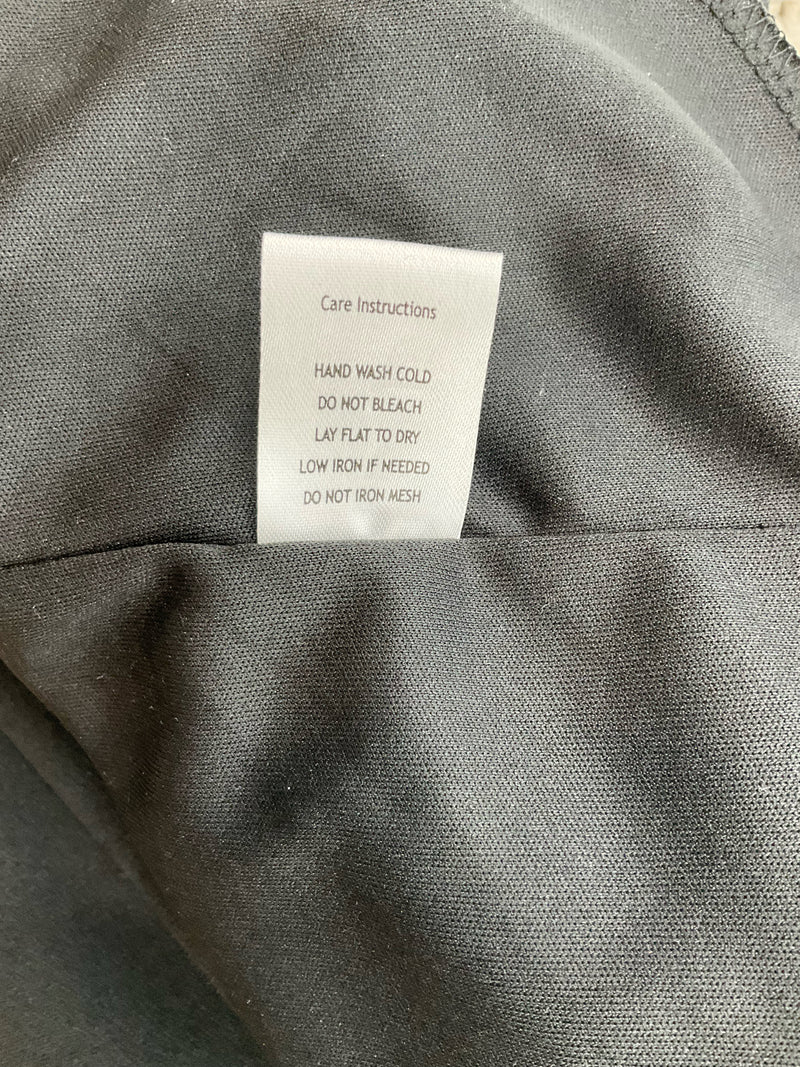 Care Instructions
HAND WASH COLD
DO NOT BLEACH
LAY FLAT TO DRY
LOW IRON IF NEEDED
DO NOT IRON MESH